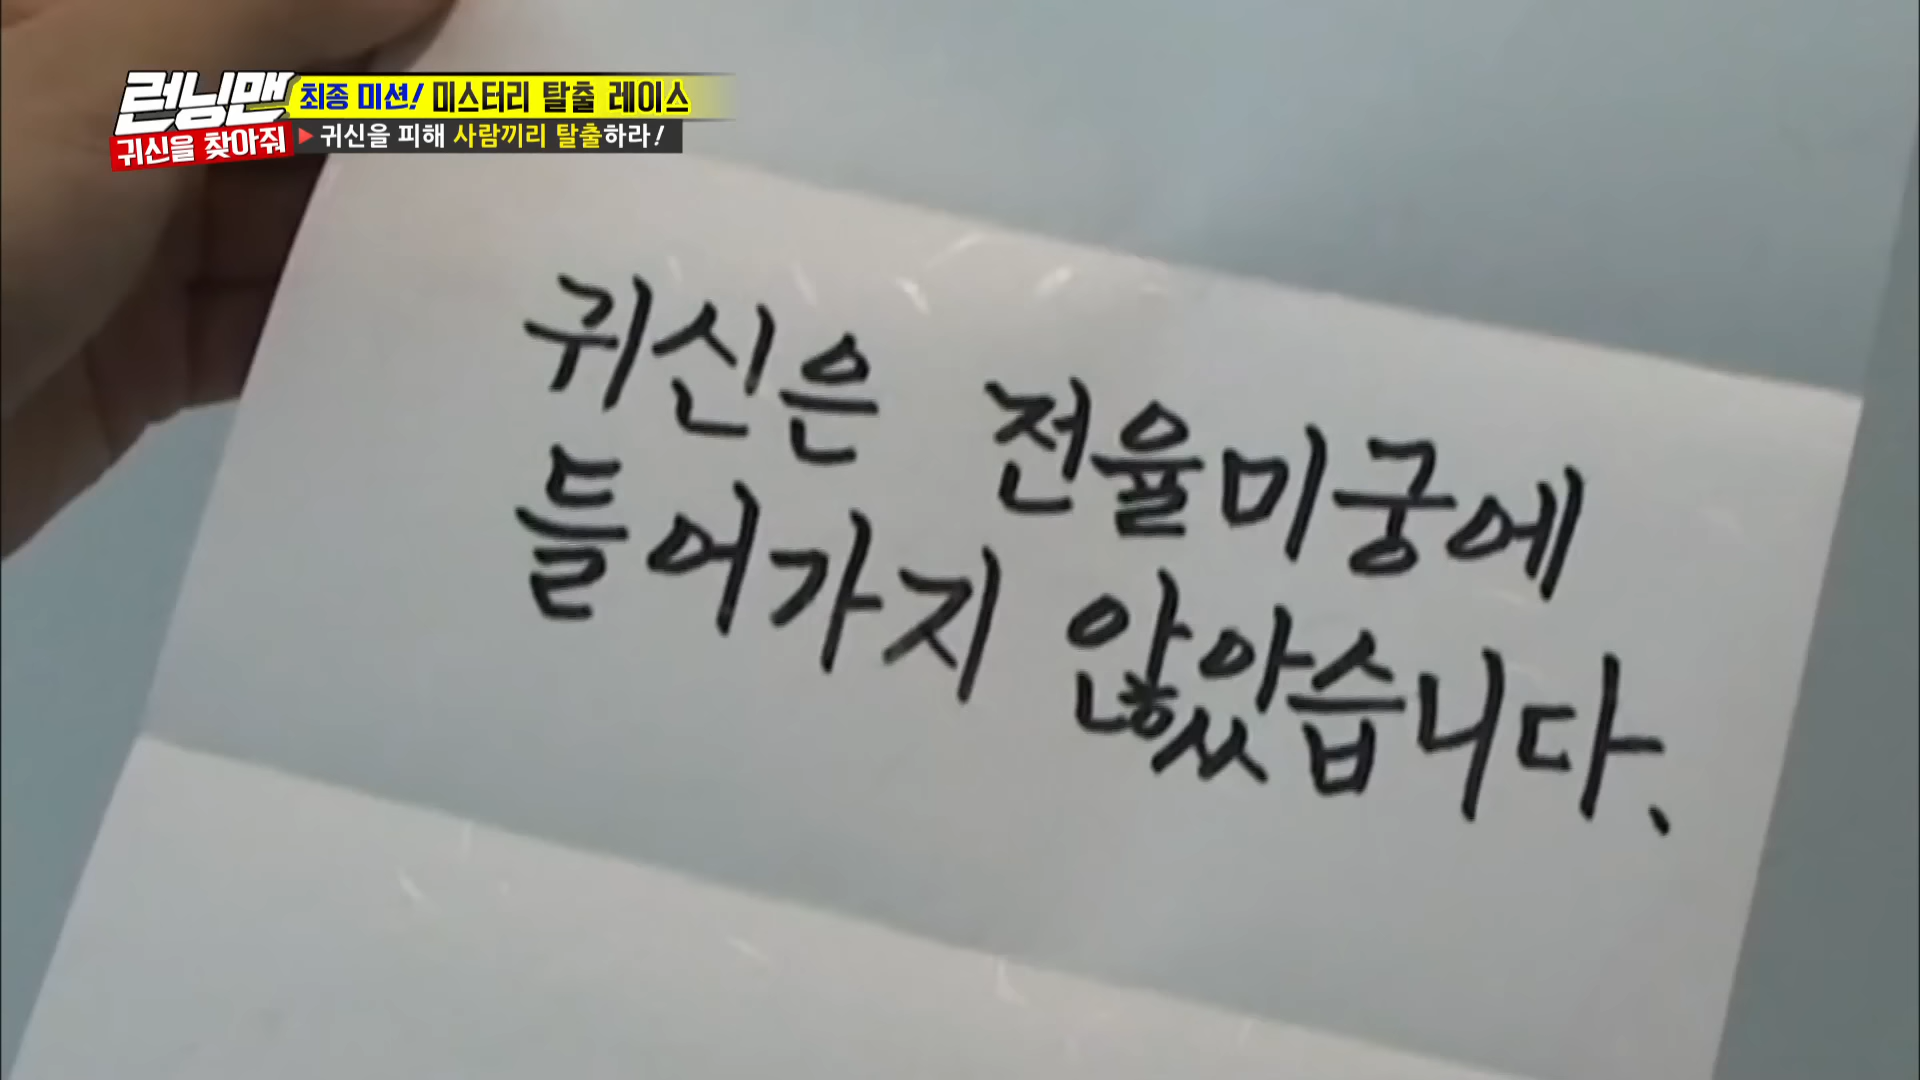 런닝맨
귀신을 찾아줘
최종 미션! 미스터리 탈출 레이스
▶귀신을 피해 사람끼리 탈출하라!
귀신은 전율미궁에
들어가지 않았습니다.